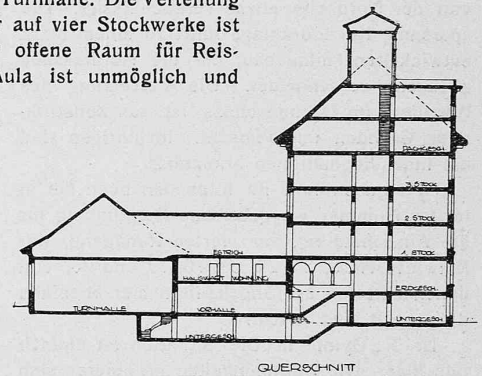 Turnhalle. Die Verteilung
r auf vier Stockwerke ist
offene Raum für Reis-
Aula ist unmöglich und
DACHGESCH.
3. STOCK
2. STOCK
1. STOCK
ESTRICH
HAUSWART WOHNUNG
ERDGESCH.
TURNHALLE
VORHALLE
UNTERGESCH.
UNTERGESCH.
QUERSCHNITT